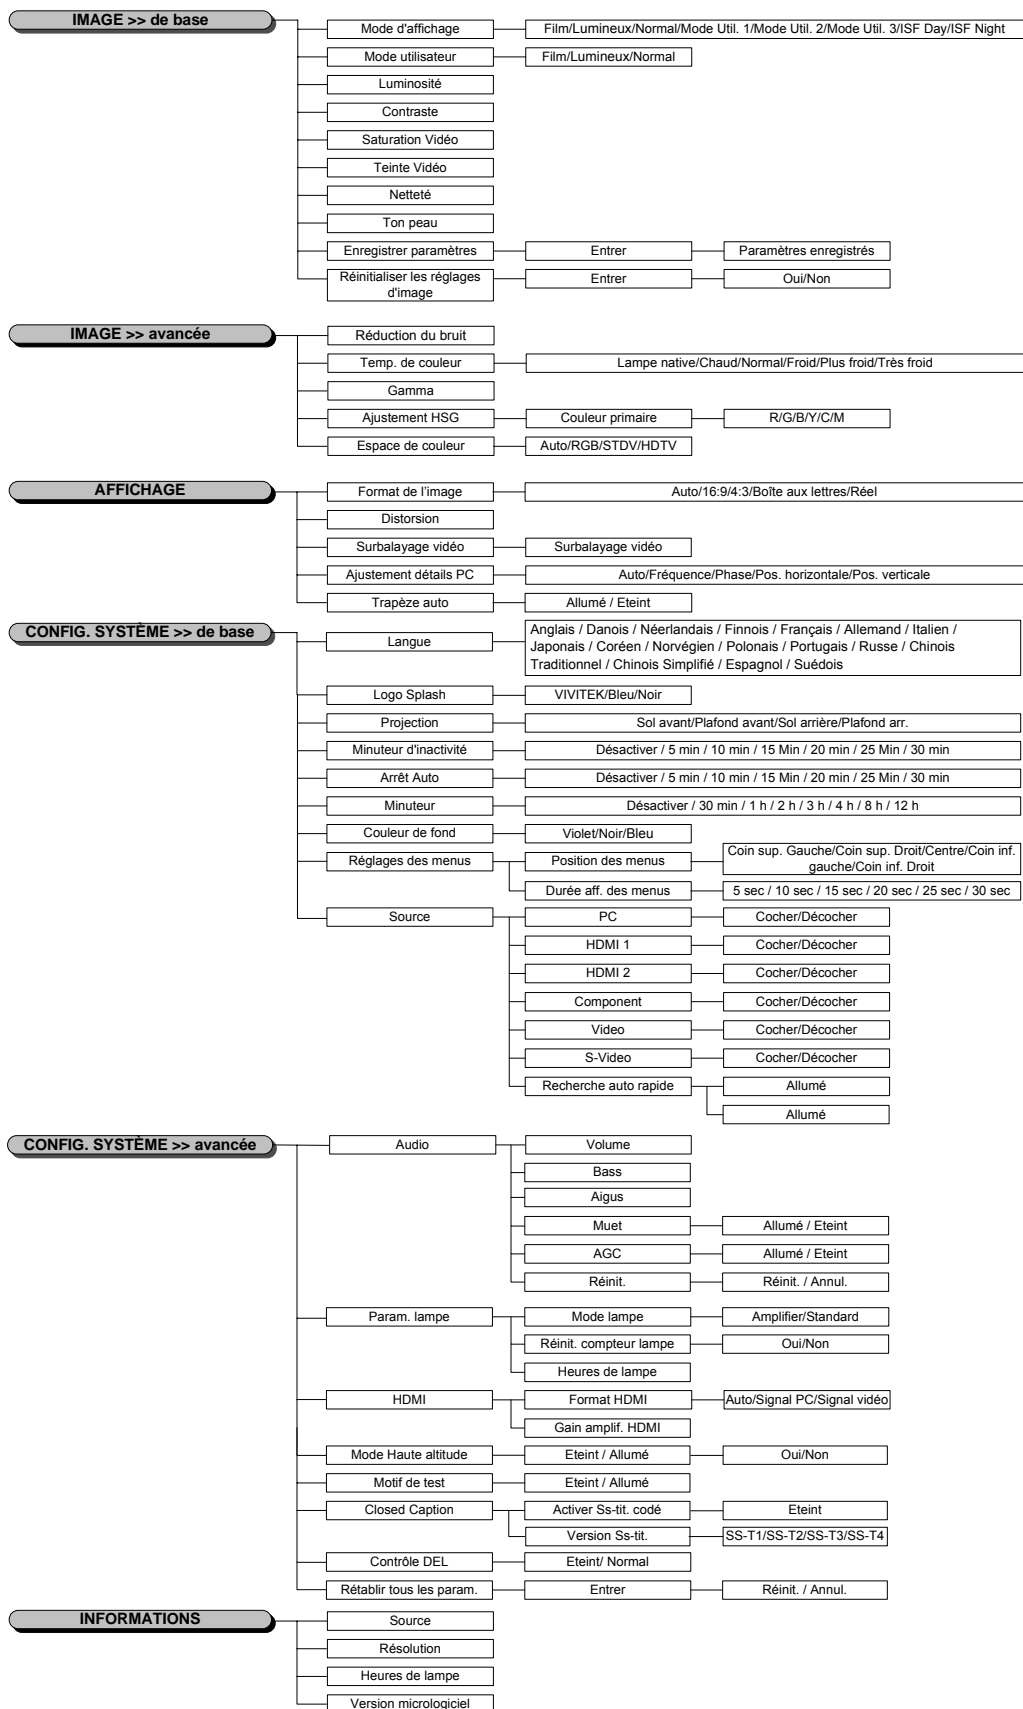 IMAGE >> de base
Mode d'affichage
Film/Lumineux/Normal/Mode Util. 1/Mode Util. 2/Mode Util. 3/ISF Day/ISF Night
Mode utilisateur
Film/Lumineux/Normal
Luminosité
Contraste
Saturation Vidéo
Teinte Vidéo
Netteté
Ton peau
Enregistrer paramètres
Entrer
Paramètres enregistrés
Réinitialiser les réglages
d'image
Entrer
Oui/Non
IMAGE >> avancée
Réduction du bruit
Temp. de couleur
Lampe native/Chaud/Normal/Froid/Plus froid/Très froid
Gamma
Ajustement HSG
Couleur primaire
R/G/B/Y/C/M
Espace de couleur
Auto/RGB/STDV/HDTV
AFFICHAGE
Format de l'image
Auto/16:9/4:3/Boîte aux lettres/Réel
Distorsion
Surbalayage vidéo
Surbalayage vidéo
Ajustement détails PC
Auto/Fréquence/Phase/Pos. horizontale/Pos. verticale
Trapèze auto
Allumé / Eteint
CONFIG. SYSTÈME >> de base
Langue
Anglais / Danois / Néerlandais / Finnois / Français / Allemand / Italien /
Japonais / Coréen / Norvégien / Polonais / Portugais / Russe / Chinois
Traditionnel / Chinois Simplifié / Espagnol / Suédois
Logo Splash
VIVITEK/Bleu/Noir
Projection
Sol avant/Plafond avant/Sol arrière/Plafond arr.
Minuteur d'inactivité
Désactiver / 5 min / 10 min / 15 Min / 20 min / 25 Min / 30 min
Arrêt Auto
Désactiver / 5 min / 10 min / 15 Min / 20 min / 25 Min / 30 min
Minuteur
Désactiver / 30 min / 1 h / 2 h / 3 h / 4 h / 8 h / 12 h
Couleur de fond
Violet/Noir/Bleu
Réglages des menus
Position des menus
Coin sup. Gauche/Coin sup. Droit/Centre/Coin inf.
gauche/Coin inf. Droit
Durée aff. des menus
5 sec / 10 sec / 15 sec / 20 sec / 25 sec / 30 sec
Source
PC
Cocher/Décocher
HDMI 1
Cocher/Décocher
HDMI 2
Cocher/Décocher
Component
Cocher/Décocher
Video
Cocher/Décocher
S-Video
Cocher/Décocher
Recherche auto rapide
Allumé
Allumé
CONFIG. SYSTÈME >> avancée
Audio
Volume
Bass
Aigus
Muet
Allumé / Eteint
AGC
Allumé / Eteint
Réinit.
Réinit. / Annul.
Param. lampe
Mode lampe
Amplifier/Standard
Réinit. compteur lampe
Oui/Non
Heures de lampe
HDMI
Format HDMI
Auto/Signal PC/Signal vidéo
Gain amplif. HDMI
Mode Haute altitude
Eteint / Allumé
Oui/Non
Motif de test
Eteint / Allumé
Closed Caption
Activer Ss-tit. codé
Eteint
Version Ss-tit.
SS-T1/SS-T2/SS-T3/SS-T4
Contrôle DEL
Eteint/ Normal
Rétablir tous les param.
Entrer
Réinit. / Annul.
INFORMATIONS
Source
Résolution
Heures de lampe
Version micrologiciel